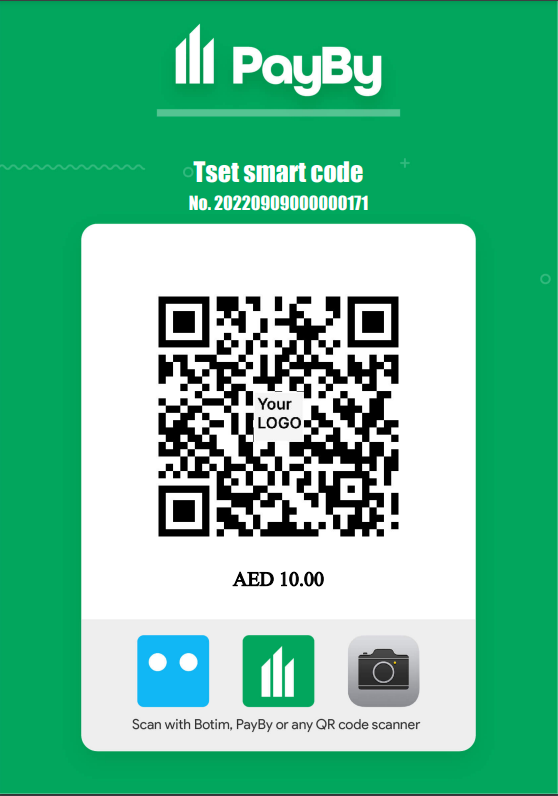 PayBy
Tset smart code
No. 20220909000000171
Your
LOGO
AED 10.00
Scan with Botim, PayBy or any QR code scanner